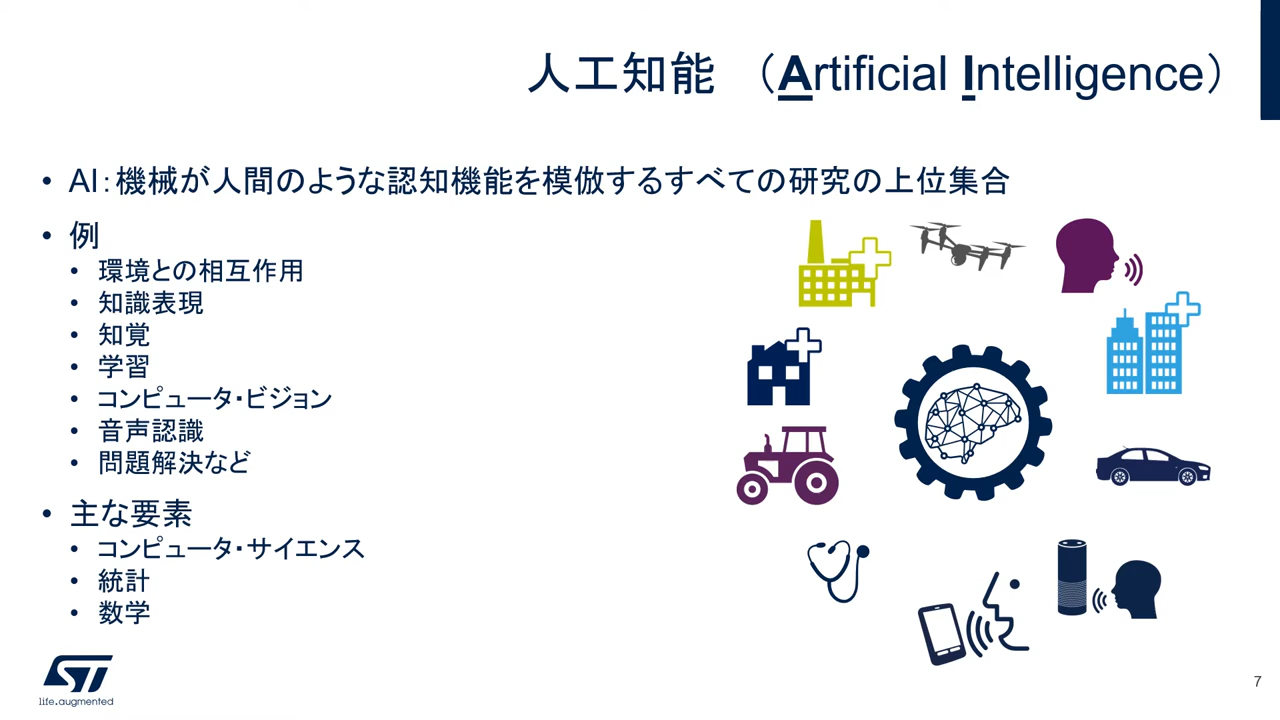 人工知能 （Artificial Intelligence）
• AI：機械が人間のような認知機能を模倣するすべての研究の上位集合
• 例
• 環境との相互作用
• 知識表現
• 知覚
• 学習
• コンピュータ・ビジョン
• 音声認識
• 問題解決など
• 主な要素
• コンピュータ・サイエンス
• 統計
• 数学
ST
life.augmented
7